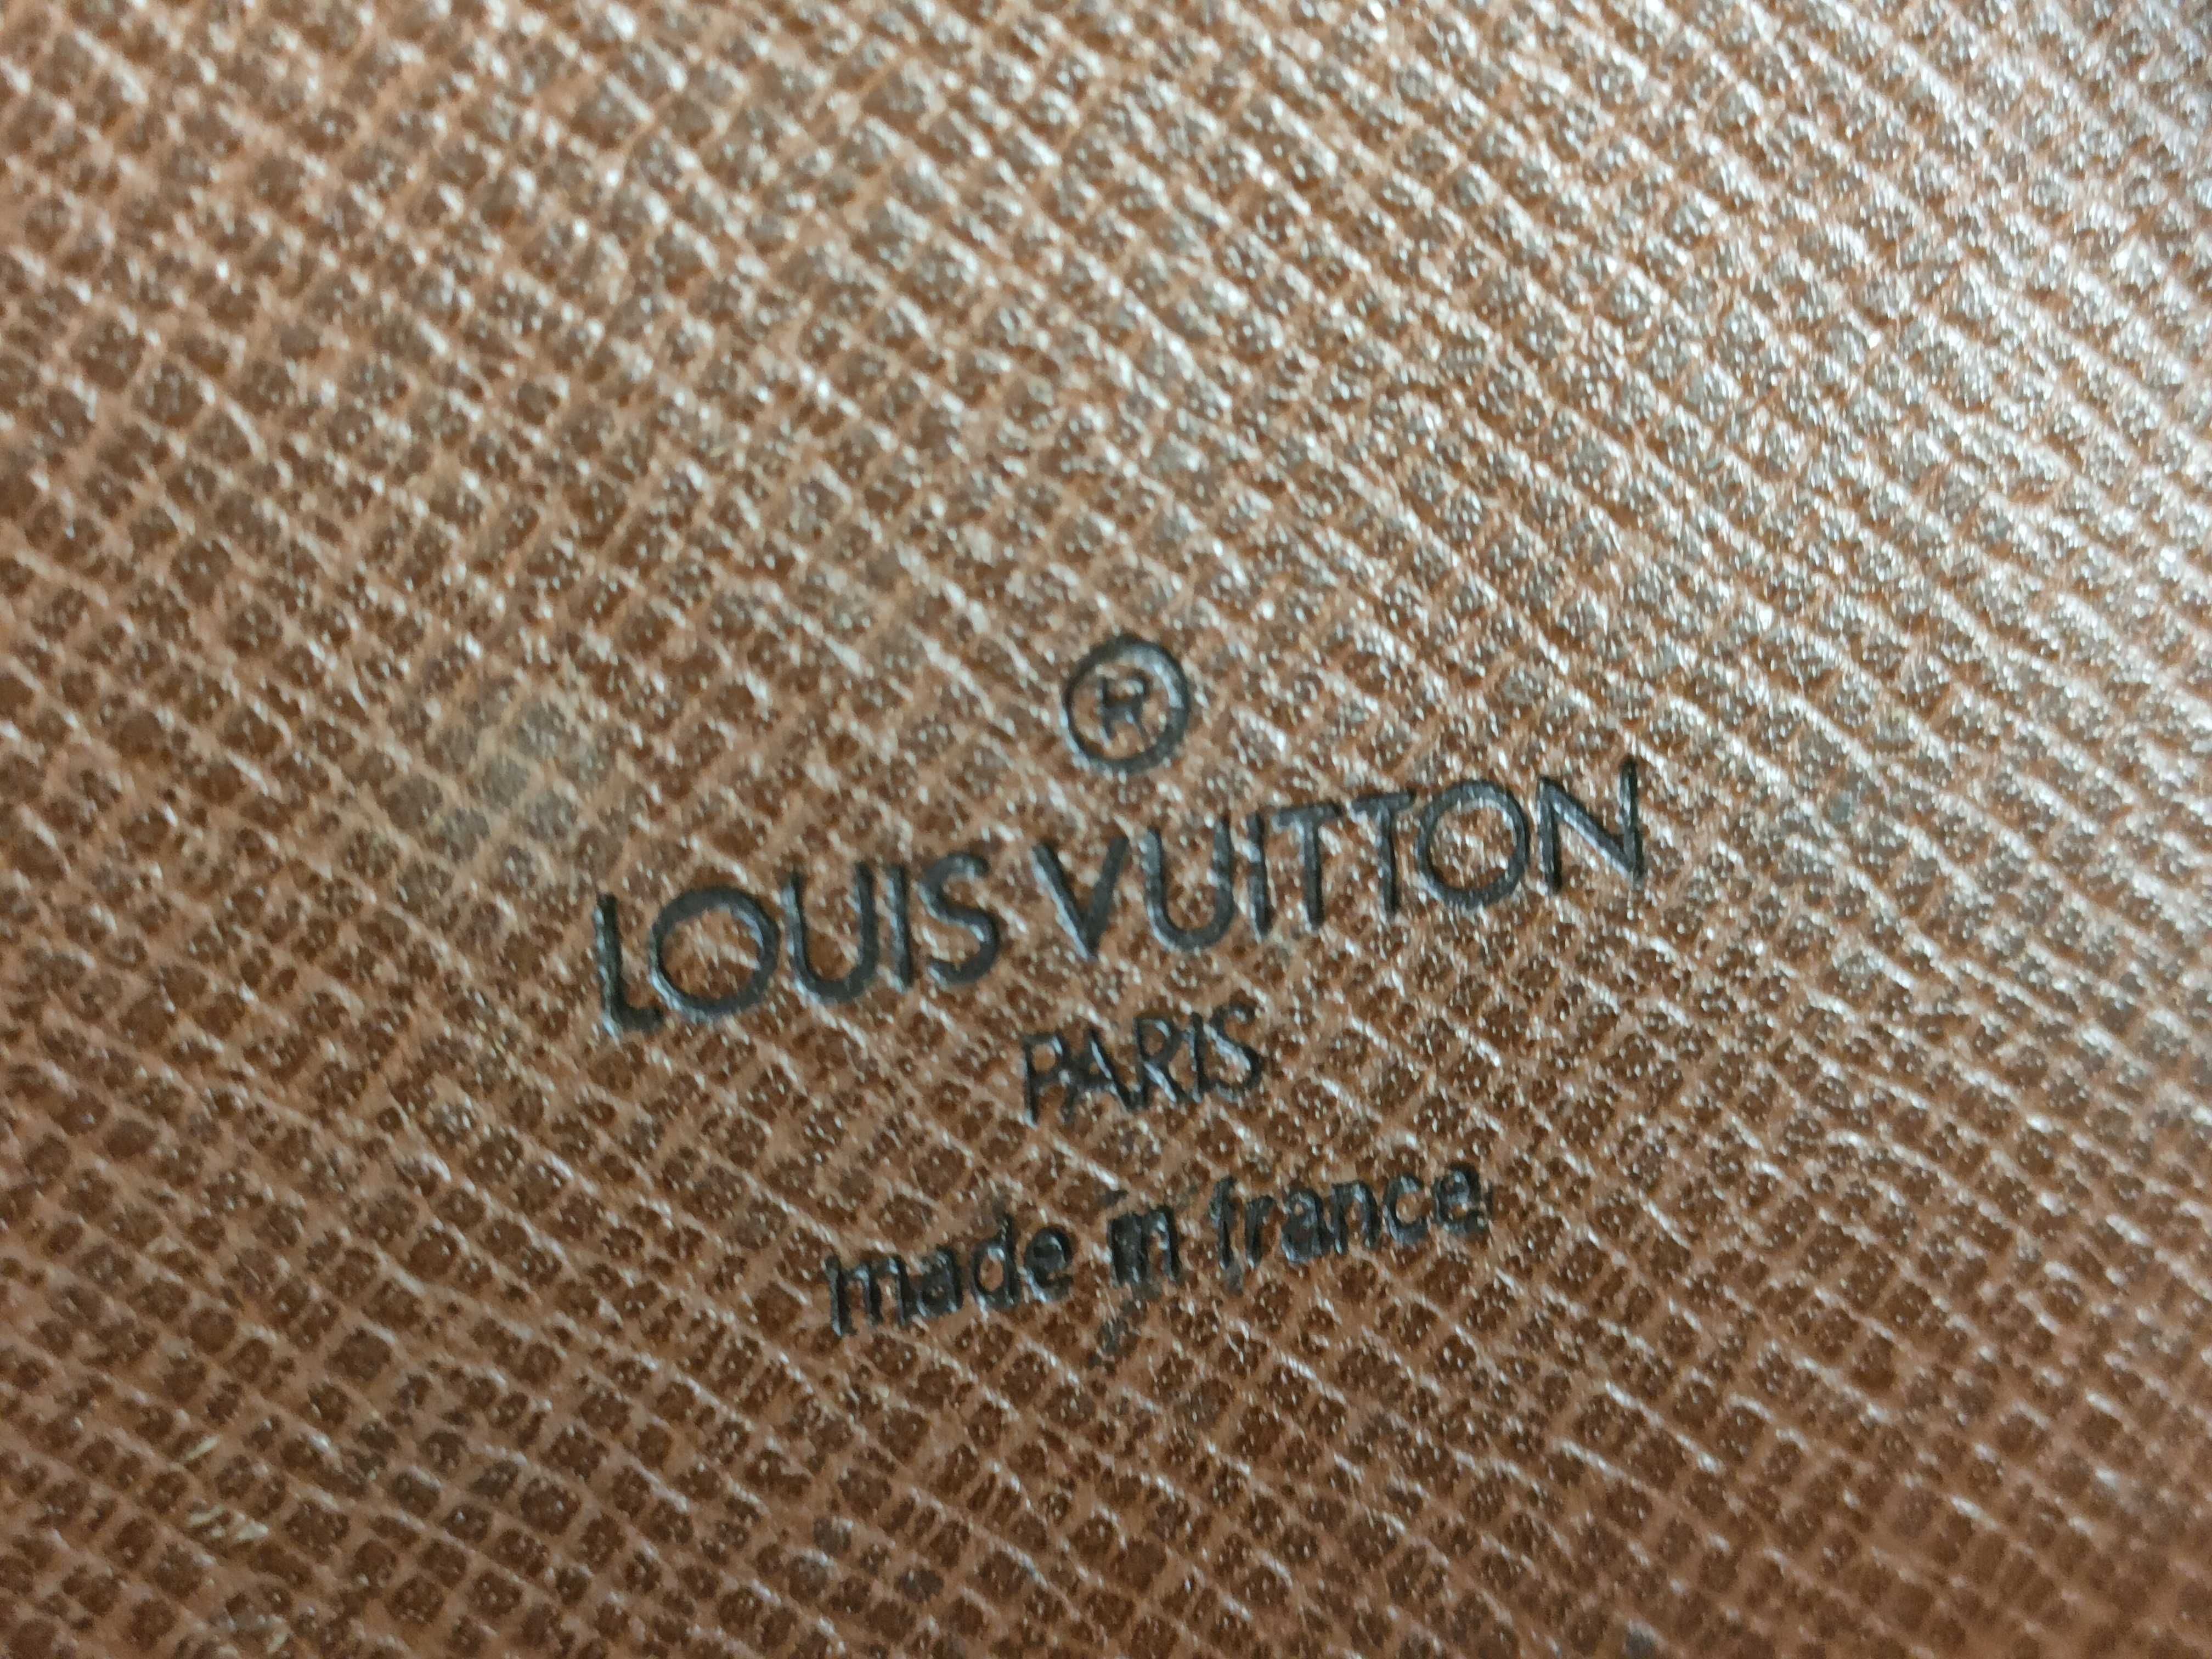 ®
LOUIS VUITTON
PARIS
made in france